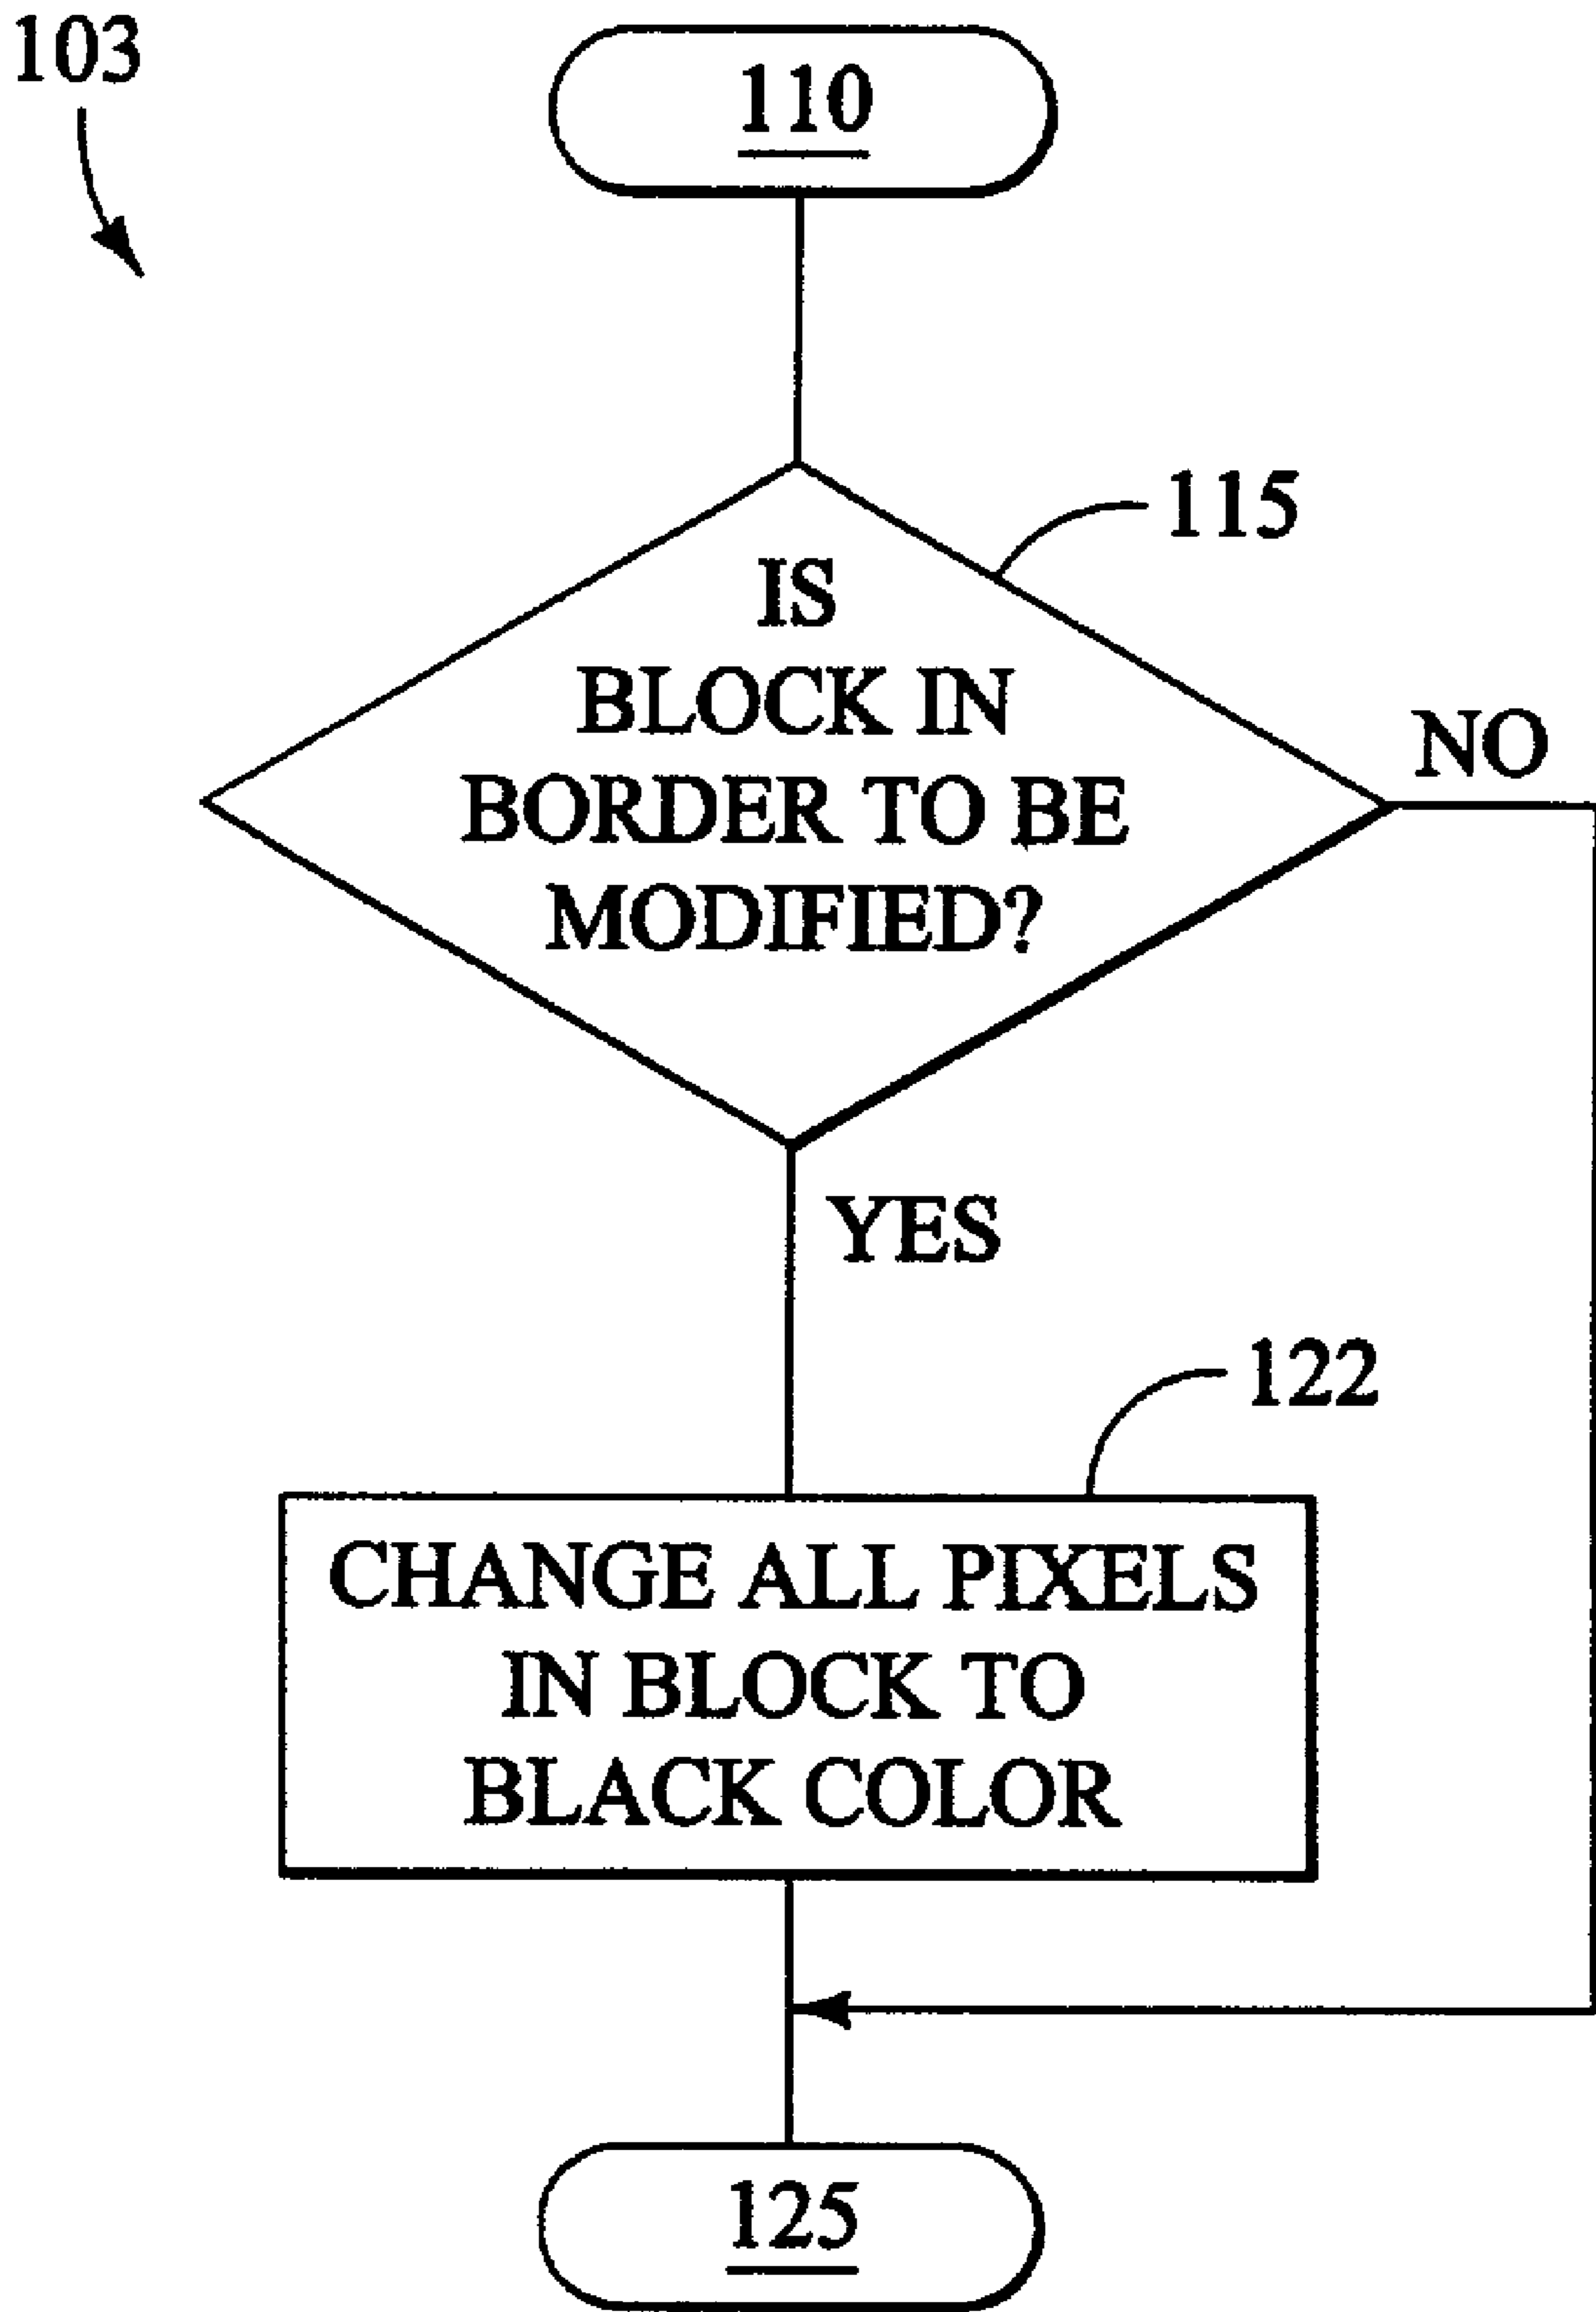 103
110
115
IS
BLOCK IN
BORDER TO BE
MODIFIED?
NO
YES
122
CHANGE ALL PIXELS
IN BLOCK TO
BLACK COLOR
125